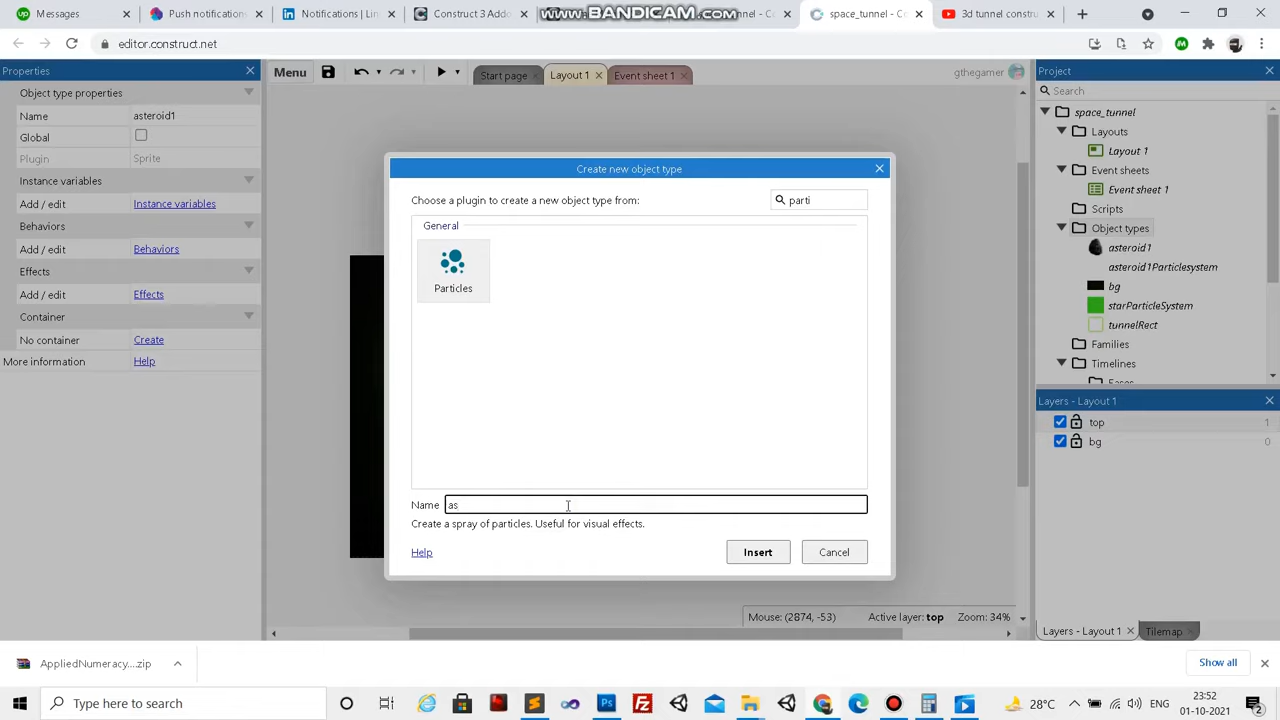 Messages
Push notification
Notifications | Lin
Construct 3 Addo
www.BANDICAM.com
nnel - Co
space_tunnel - Co
3d tunnel constru
editor.construct.net
Properties
Menu
Start page
Layout 1
Event sheet 1
gthegamer
Project
Object type properties
Search
Name asteroid1
space_tunnel
Global
Layouts
Plugin Sprite
Layout 1
Instance variables
Event sheets
Add / edit Instance variables
Event sheet 1
Behaviors
Scripts
Add / edit Behaviors
Object types
Effects
asteroid1
Add / edit Effects
asteroid1Particlesystem
Container
bg
No container Create
starParticleSystem
More information Help
tunnelRect
Families
Timelines
Eases
Create new object type
Choose a plugin to create a new object type from:
parti
General
Particles
Name as
Create a spray of particles. Useful for visual effects.
Help
Insert
Cancel
Layers - Layout 1
top 1
bg 0
Mouse: (2874, -53) Active layer: top Zoom: 34%
Layers - Layout 1
Tilemap
AppliedNumeracy....zip
Show all
Type here to search
28°C
ENG
23:52
01-10-2021
2